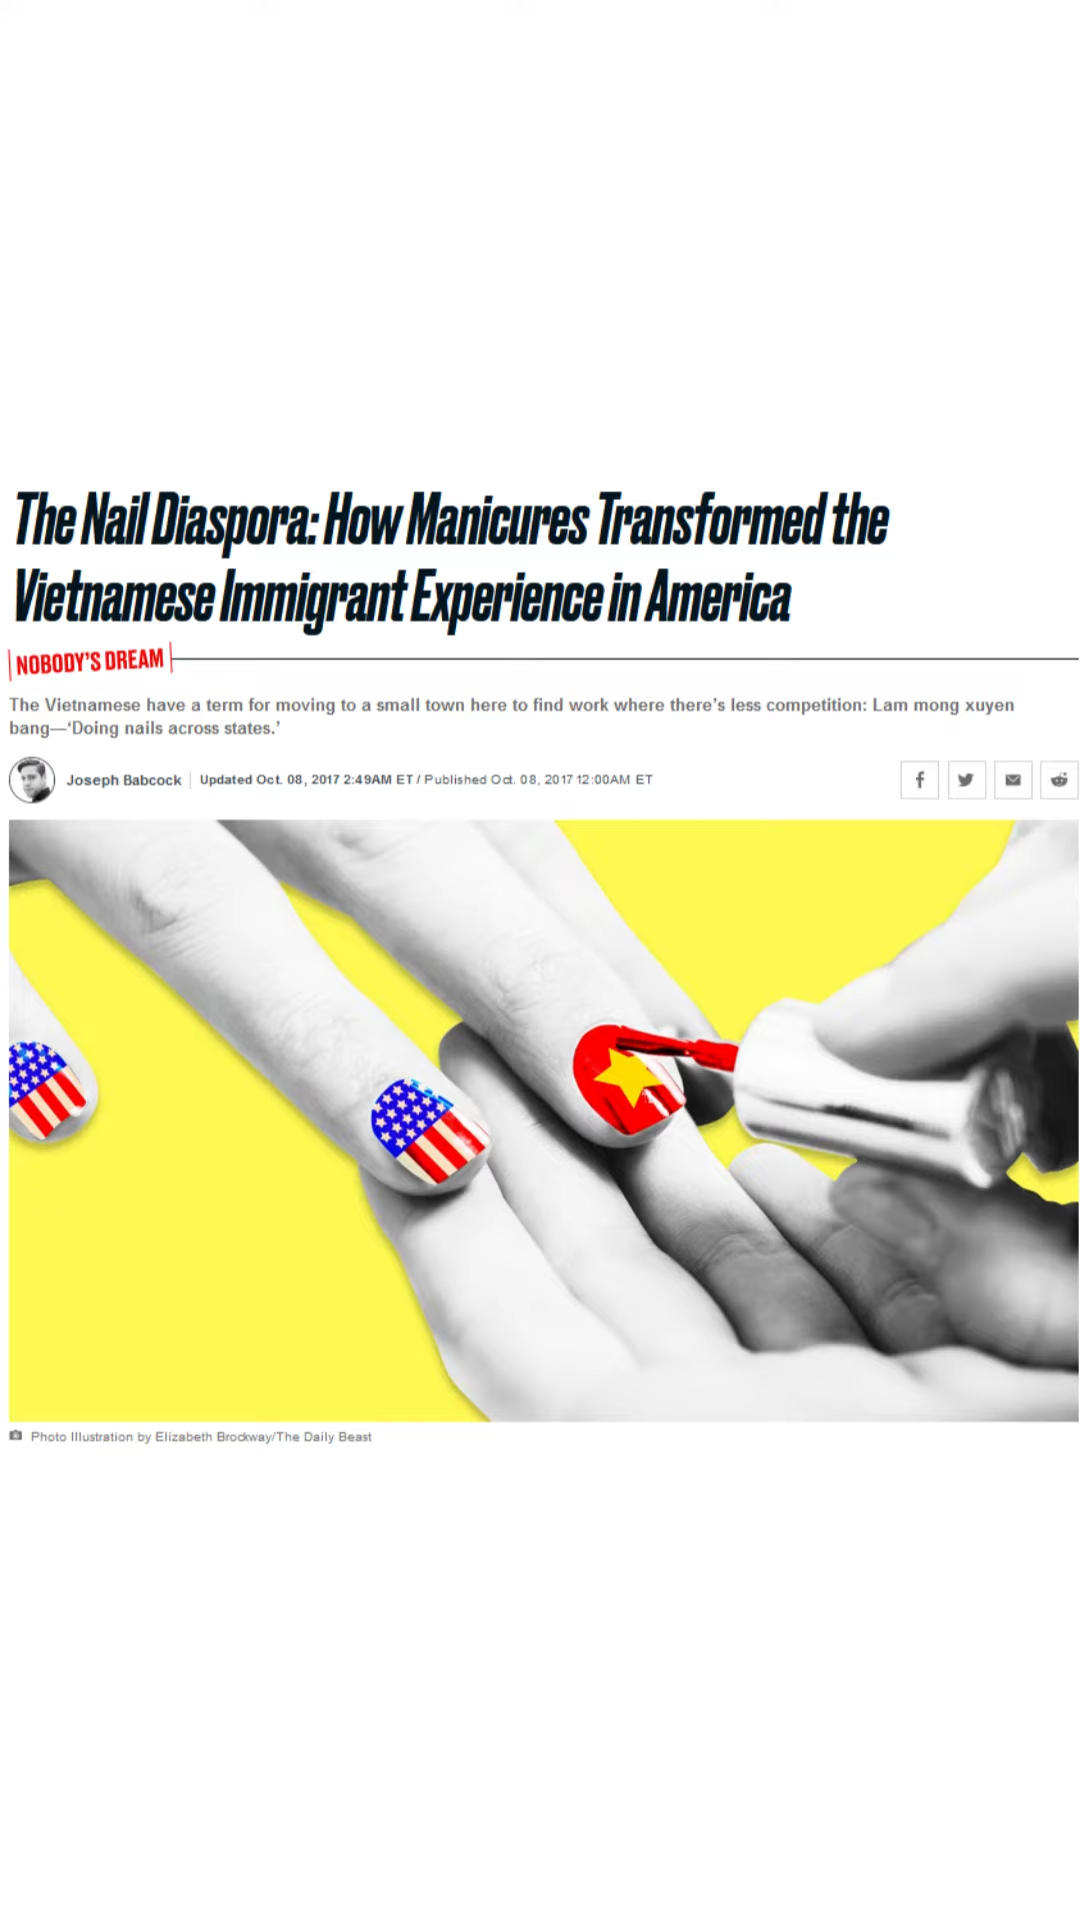 The Nail Diaspora: How Manicures Transformed the
Vietnamese Immigrant Experience in America
NOBODY'S DREAM
The Vietnamese have a term for moving to a small town here to find work where there's less competition: Lam mong xuyen
bang—'Doing nails across states.'
Joseph Babcock | Updated Oct. 08, 2017 2:49AM ET / Published Oct. 08, 2017 12:00AM ET
Photo Illustration by Elizabeth Brockway/The Daily Beast